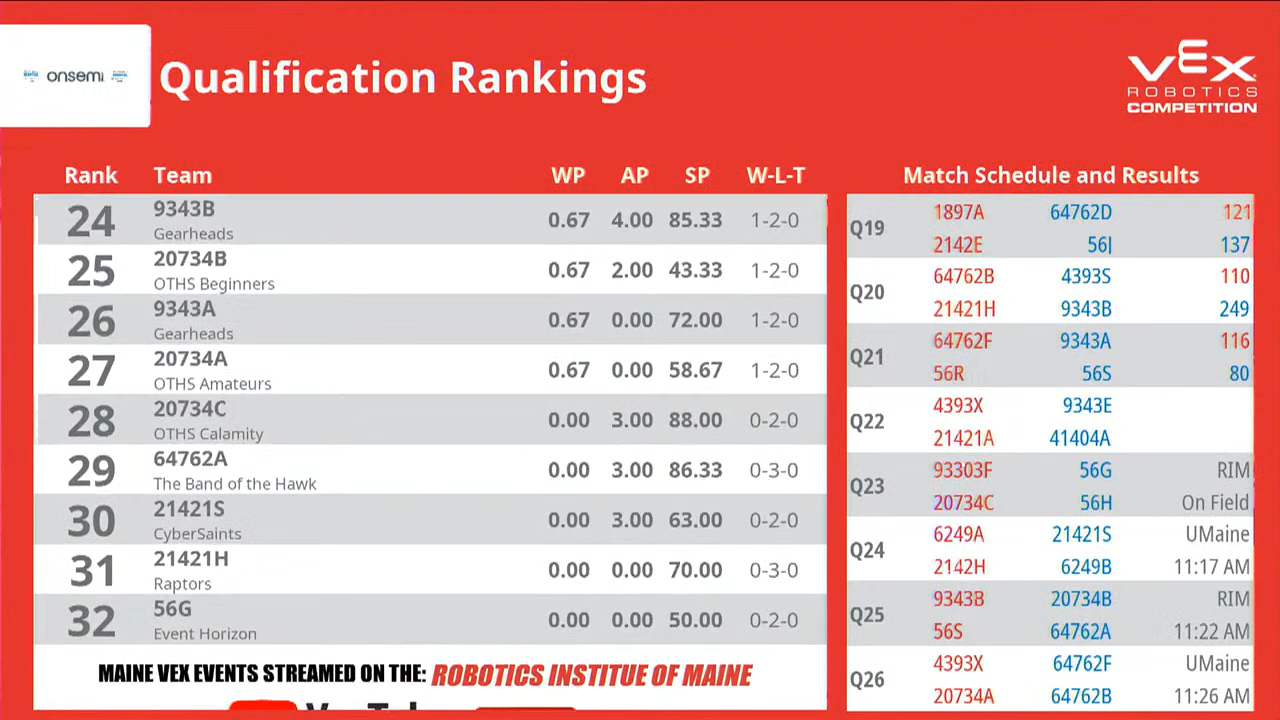 onsemi
Qualification Rankings
VEX
ROBOTICS
COMPETITION
Rank Team WP AP SP W-L-T
24 9343B Gearheads 0.67 4.00 85.33 1-2-0
25 20734B OTHS Beginners 0.67 2.00 43.33 1-2-0
26 9343A Gearheads 0.67 0.00 72.00 1-2-0
27 20734A OTHS Amateurs 0.67 0.00 58.67 1-2-0
28 20734C OTHS Calamity 0.00 3.00 88.00 0-2-0
29 64762A The Band of the Hawk 0.00 3.00 86.33 0-3-0
30 21421S CyberSaints 0.00 3.00 63.00 0-2-0
31 21421H Raptors 0.00 0.00 70.00 0-3-0
32 56G Event Horizon 0.00 0.00 50.00 0-2-0
MAINE VEX EVENTS STREAMED ON THE: ROBOTICS INSTITUE OF MAINE
Match Schedule and Results
Q19 1897A 64762D 121
2142E 56J 137
Q20 64762B 4393S 110
21421H 9343B 249
Q21 64762F 9343A 116
56R 56S 80
Q22 4393X 9343E
21421A 41404A
Q23 93303F 56G RIM
20734C 56H On Field
Q24 6249A 21421S UMaine
2142H 6249B 11:17 AM
Q25 9343B 20734B RIM
56S 64762A 11:22 AM
Q26 4393X 64762F UMaine
20734A 64762B 11:26 AM